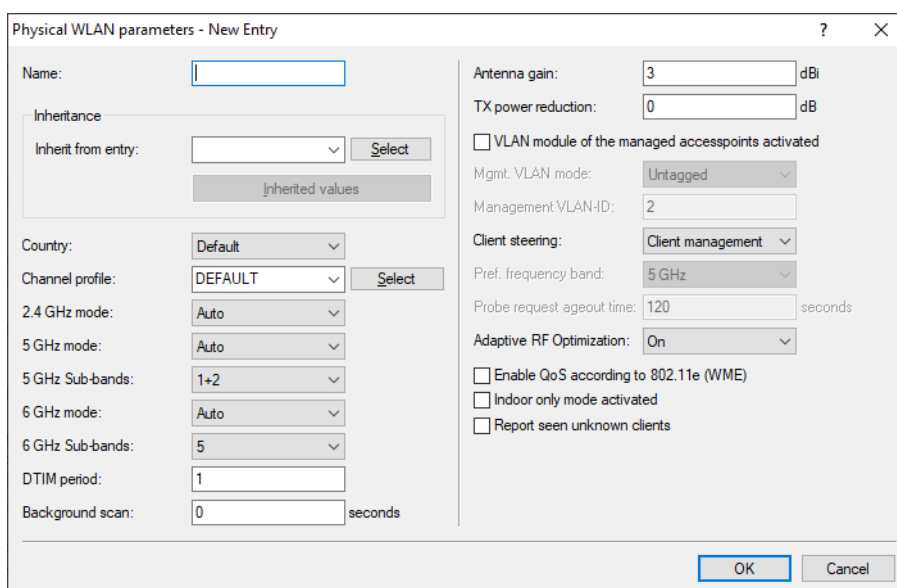 Physical WLAN parameters - New Entry ?
Name:
Inheritance
Inherit from entry: Select
Inherited values
Country: Default
Channel profile: DEFAULT Select
2.4 GHz mode: Auto
5 GHz mode: Auto
5 GHz Sub-bands: 1+2
6 GHz mode: Auto
6 GHz Sub-bands: 5
DTIM period: 1
Background scan: 0 seconds
Antenna gain: 3 dBi
TX power reduction: 0 dB
VLAN module of the managed accesspoints activated
Mgmt. VLAN mode: Untagged
Management VLAN-ID: 2
Client steering: Client management
Pref. frequency band: 5 GHz
Probe request ageout time: 120 seconds
Adaptive RF Optimization: On
Enable QoS according to 802.11e (WME)
Indoor only mode activated
Report seen unknown clients
OK Cancel